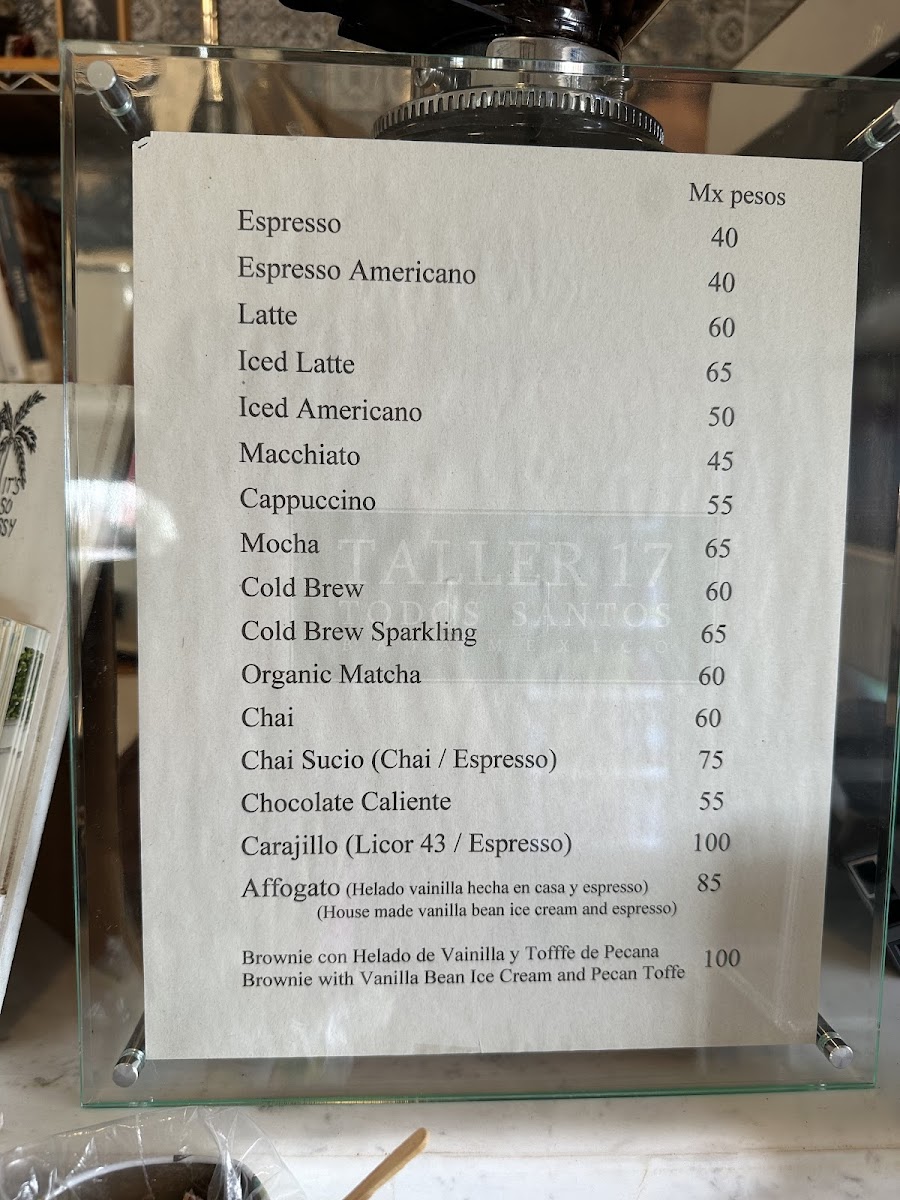 Mx pesos
Espresso 40
Espresso Americano 40
Latte 60
Iced Latte 65
Iced Americano 50
Macchiato 45
Cappuccino 55
Mocha 65
TALLER 17
Cold Brew 60
TODOS SANTOS
Cold Brew Sparkling 65
MEXICO
Organic Matcha 60
Chai 60
Chai Sucio (Chai / Espresso) 75
Chocolate Caliente 55
Carajillo (Licor 43 / Espresso) 100
Affogato (Helado vainilla hecha en casa y espresso) 85
(House made vanilla bean ice cream and espresso)
Brownie con Helado de Vainilla y Tofffe de Pecana 100
Brownie with Vanilla Bean Ice Cream and Pecan Toffe
IT'S
SO